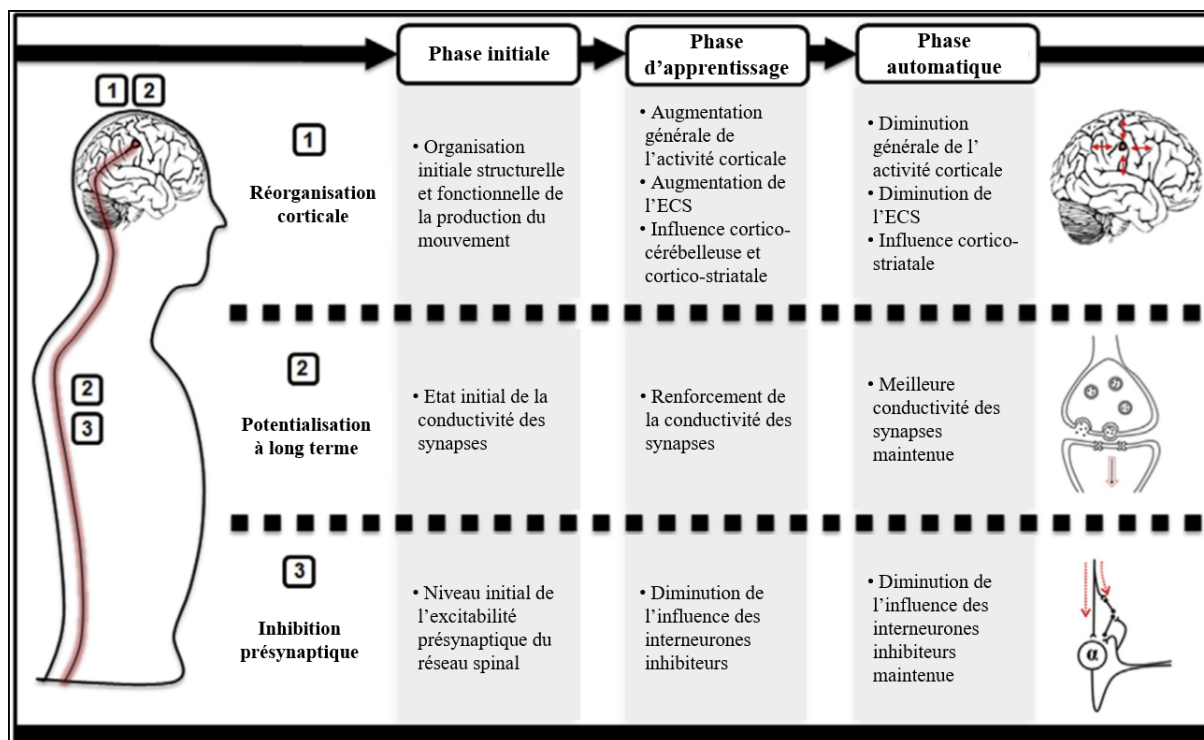 Phase initiale
Phase
d’apprentissage
Phase
automatique
1
2
1
Réorganisation
corticale
• Organisation
initiale structurelle
et fonctionnelle de
la production du
mouvement
• Augmentation
générale de
l’activité corticale
• Augmentation de
l’ECS
• Influence cortico-
cérébelleuse et
cortico-striatale
• Diminution
générale de l’
activité corticale
• Diminution de
l’ECS
• Influence cortico-
striatale
2
3
2
Potentialisation
à long terme
• Etat initial de la
conductivité des
synapses
• Renforcement de
la conductivité des
synapses
• Meilleure
conductivité des
synapses
maintenue
3
Inhibition
présynaptique
• Niveau initial de
l’excitabilité
présynaptique du
réseau spinal
• Diminution de
l’influence des
interneurones
inhibiteurs
• Diminution de
l’influence des
interneurones
inhibiteurs
maintenue
α